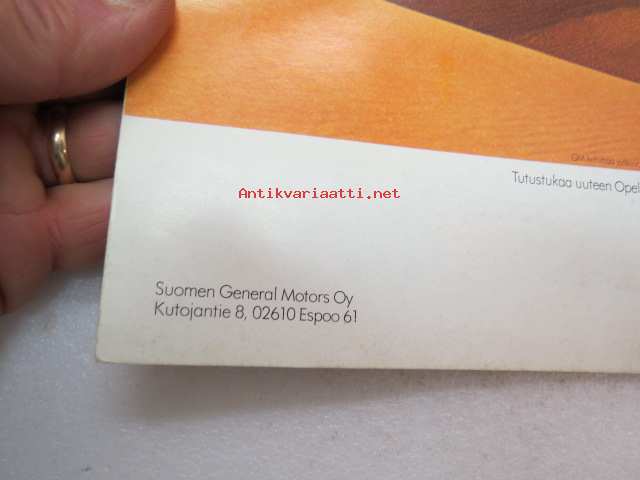 Tutustukaa uuteen Opel
Antikvariaatti.net
Suomen General Motors Oy
Kutojantie 8, 02610 Espoo 61